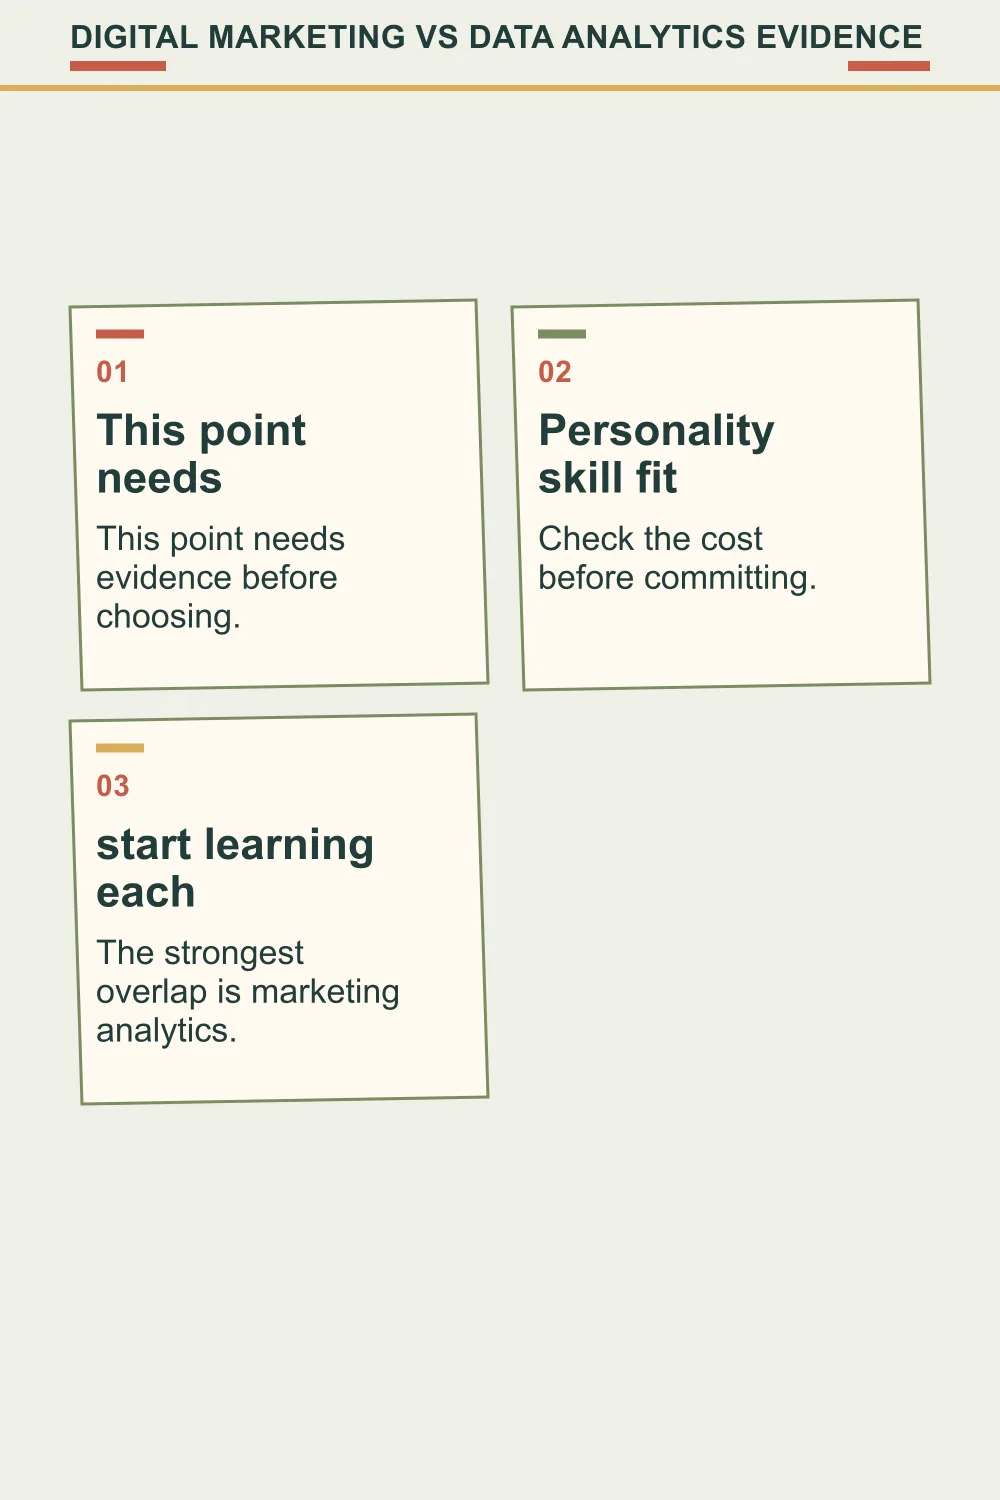 DIGITAL MARKETING VS DATA ANALYTICS EVIDENCE
01
This point
needs
This point needs
evidence before
choosing.
02
Personality
skill fit
Check the cost
before committing.
03
start learning
each
The strongest
overlap is marketing
analytics.